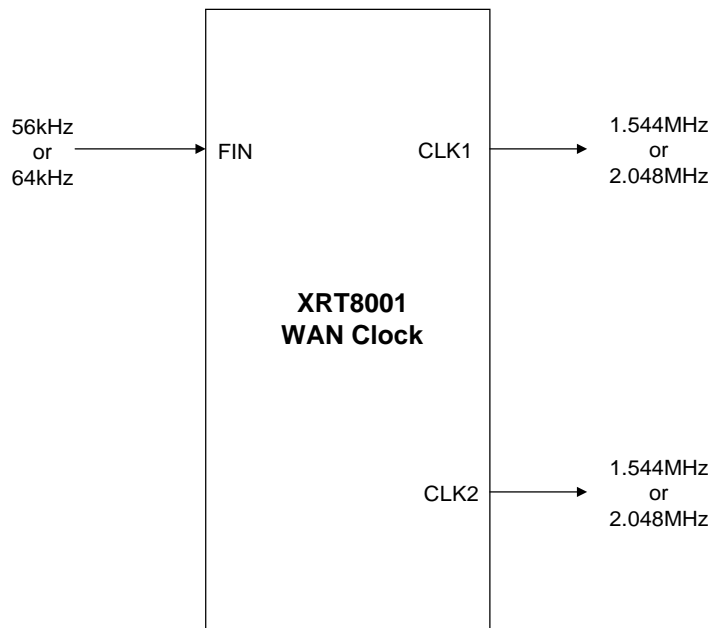 56kHz
or
64kHz
FIN
CLK1
1.544MHz
or
2.048MHz
XRT8001
WAN Clock
CLK2
1.544MHz
or
2.048MHz